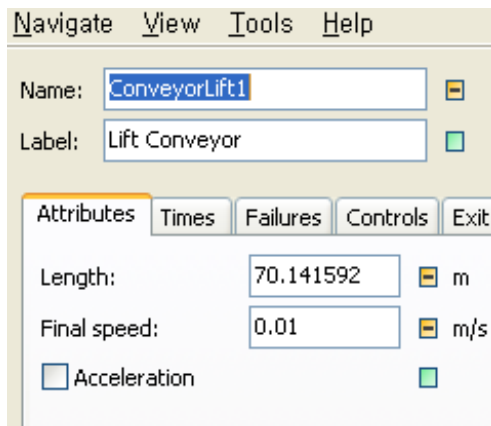 Navigate View Tools Help
Name: ConveyorLift1
Label: Lift Conveyor
Attributes Times Failures Controls Exit
Length: 70.141592 m
Final speed: 0.01 m/s
Acceleration